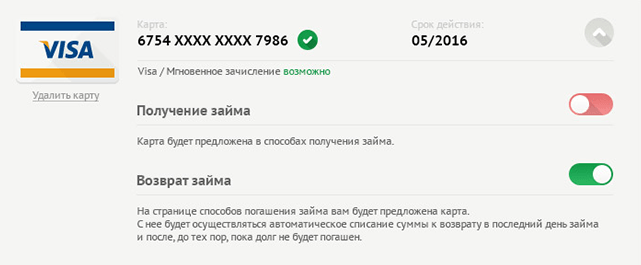 Карта:
Срок действия:
6754 XXXX XXXX 7986
05/2016
VISA
Visa / Мгновенное зачисление возможно
Удалить карту
Получение займа
Карта будет предложена в способах получения займа.
Возврат займа
На странице способов погашения займа вам будет предложена карта.
С нее будет осуществляться автоматическое списание суммы к возврату в последний день займа
и после, до тех пор, пока долг не будет погашен.